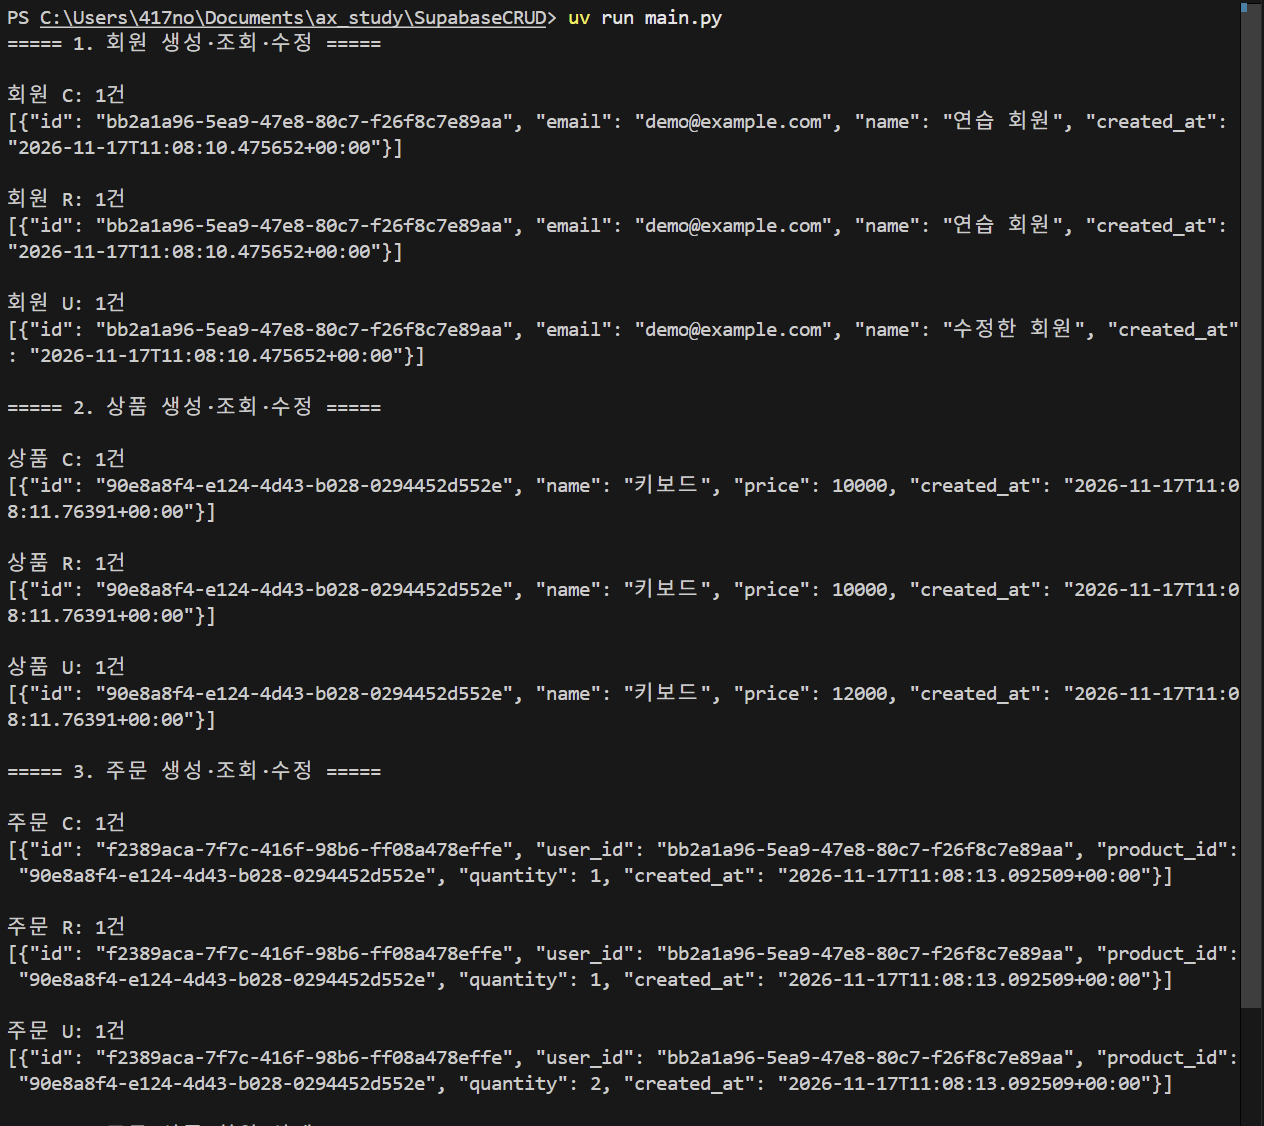 PS C:\Users\417no\Documents\ax_study\SupabaseCRUD> uv run main.py
===== 1. 회원 생성·조회·수정 =====
회원 C: 1건
[{"id": "bb2a1a96-5ea9-47e8-80c7-f26f8c7e89aa", "email": "demo@example.com", "name": "연습 회원", "created_at":
"2026-11-17T11:08:10.475652+00:00"}]
회원 R: 1건
[{"id": "bb2a1a96-5ea9-47e8-80c7-f26f8c7e89aa", "email": "demo@example.com", "name": "연습 회원", "created_at":
"2026-11-17T11:08:10.475652+00:00"}]
회원 U: 1건
[{"id": "bb2a1a96-5ea9-47e8-80c7-f26f8c7e89aa", "email": "demo@example.com", "name": "수정한 회원", "created_at"
: "2026-11-17T11:08:10.475652+00:00"}]
===== 2. 상품 생성·조회·수정 =====
상품 C: 1건
[{"id": "90e8a8f4-e124-4d43-b028-0294452d552e", "name": "키보드", "price": 10000, "created_at": "2026-11-17T11:0
8:11.76391+00:00"}]
상품 R: 1건
[{"id": "90e8a8f4-e124-4d43-b028-0294452d552e", "name": "키보드", "price": 10000, "created_at": "2026-11-17T11:0
8:11.76391+00:00"}]
상품 U: 1건
[{"id": "90e8a8f4-e124-4d43-b028-0294452d552e", "name": "키보드", "price": 12000, "created_at": "2026-11-17T11:0
8:11.76391+00:00"}]
===== 3. 주문 생성·조회·수정 =====
주문 C: 1건
[{"id": "f2389aca-7f7c-416f-98b6-ff08a478effe", "user_id": "bb2a1a96-5ea9-47e8-80c7-f26f8c7e89aa", "product_id":
"90e8a8f4-e124-4d43-b028-0294452d552e", "quantity": 1, "created_at": "2026-11-17T11:08:13.092509+00:00"}]
주문 R: 1건
[{"id": "f2389aca-7f7c-416f-98b6-ff08a478effe", "user_id": "bb2a1a96-5ea9-47e8-80c7-f26f8c7e89aa", "product_id":
"90e8a8f4-e124-4d43-b028-0294452d552e", "quantity": 1, "created_at": "2026-11-17T11:08:13.092509+00:00"}]
주문 U: 1건
[{"id": "f2389aca-7f7c-416f-98b6-ff08a478effe", "user_id": "bb2a1a96-5ea9-47e8-80c7-f26f8c7e89aa", "product_id":
"90e8a8f4-e124-4d43-b028-0294452d552e", "quantity": 2, "created_at": "2026-11-17T11:08:13.092509+00:00"}]